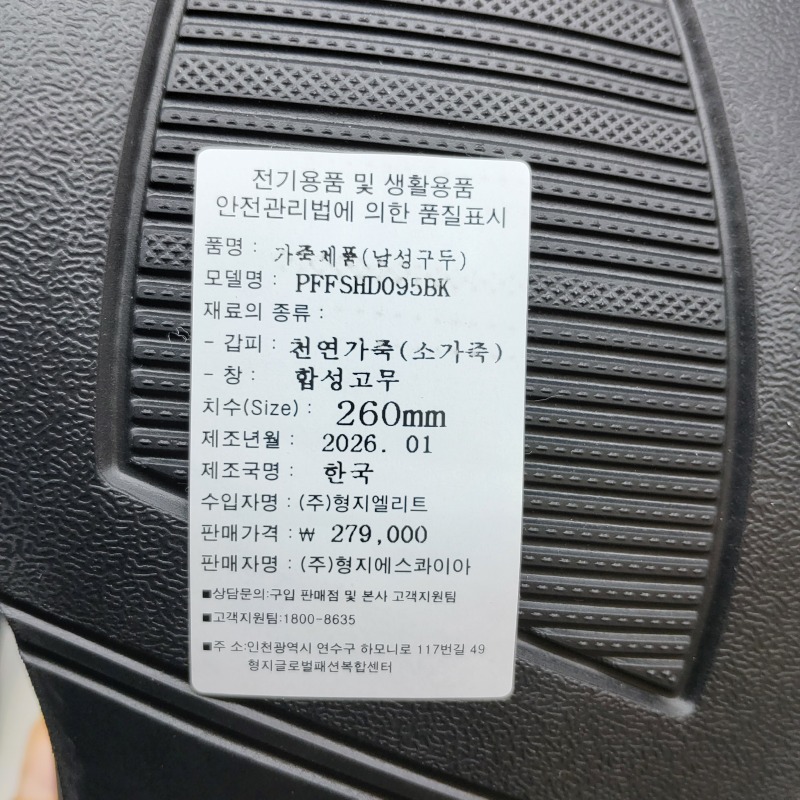 전기용품 및 생활용품
안전관리법에 의한 품질표시
품명 : 가죽제품(남성구두)
모델명 : PFFSHD095BK
재료의 종류 :
- 갑피 : 천연가죽(소가죽)
- 창 : 합성고무
치수(Size) : 260mm
제조년월 : 2026. 01
제조국명 : 한국
수입자명 : (주)형지엘리트
판매가격 : ₩ 279,000
판매자명 : (주)형지에스콰이아
■상담문의:구입 판매점 및 본사 고객지원팀
■고객지원팀:1800-8635
■주 소:인천광역시 연수구 하모니로 117번길 49
형지글로벌패션복합센터